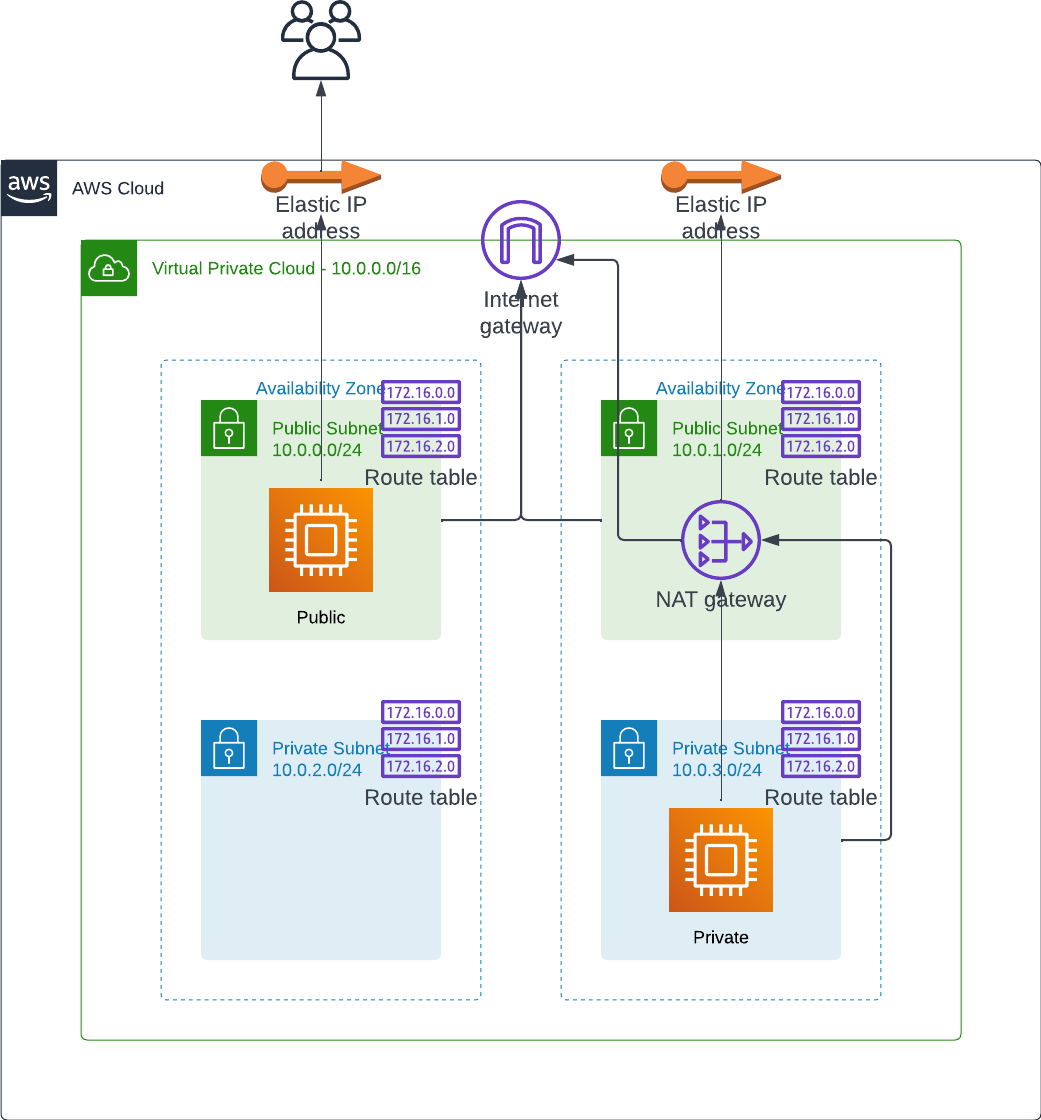 aws
AWS Cloud
Elastic IP
address
Elastic IP
address
Virtual Private Cloud - 10.0.0.0/16
Internet
gateway
Availability Zone
172.16.0.0
172.16.1.0
172.16.2.0
Public Subnet
10.0.0.0/24
Route table
Public
Availability Zone
172.16.0.0
172.16.1.0
172.16.2.0
Public Subnet
10.0.1.0/24
Route table
NAT gateway
172.16.0.0
172.16.1.0
172.16.2.0
Private Subnet
10.0.2.0/24
Route table
172.16.0.0
172.16.1.0
172.16.2.0
Private Subnet
10.0.3.0/24
Route table
Private